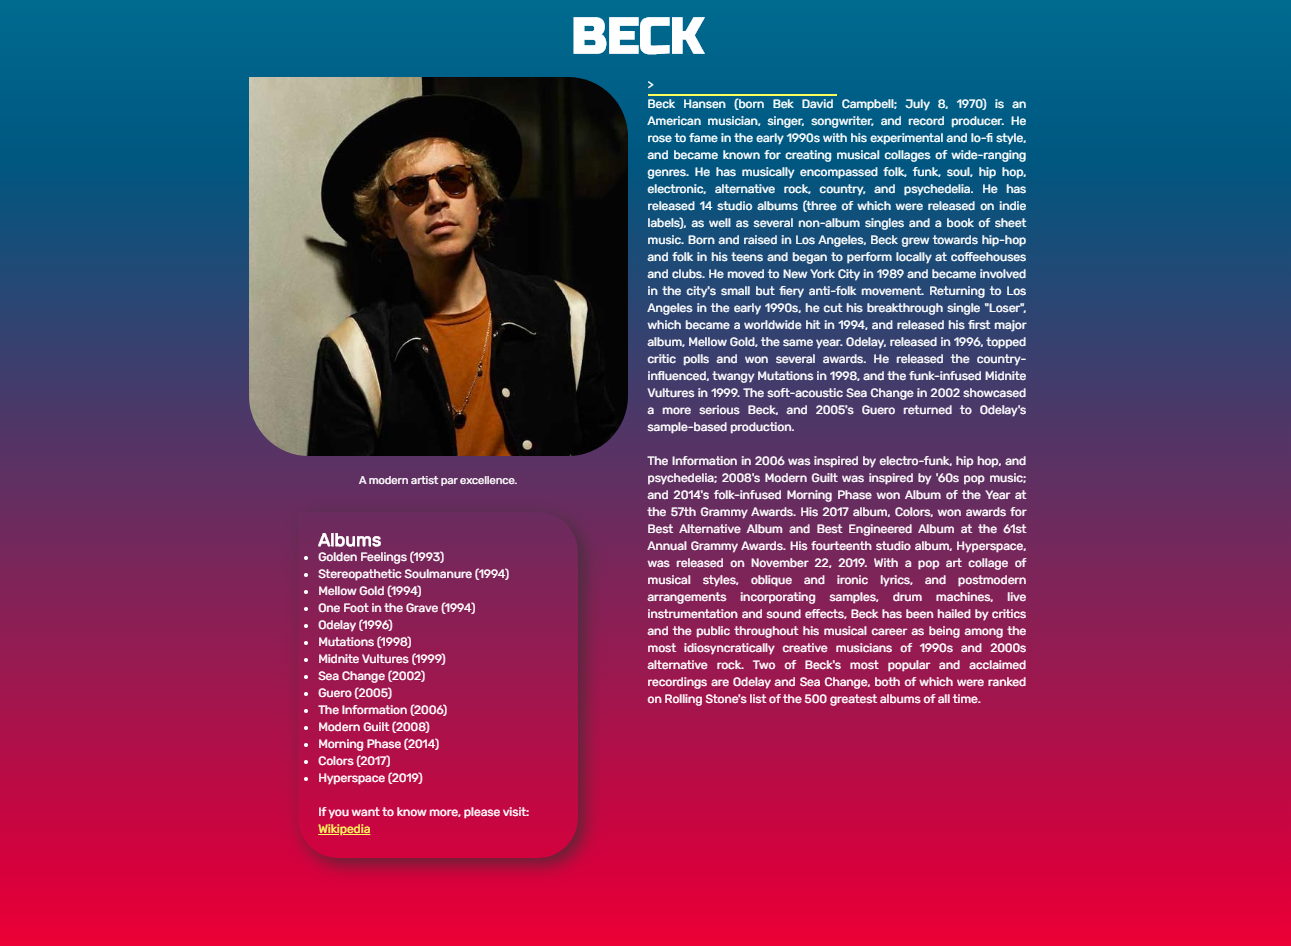 BECK
A modern artist par excellence.
Albums
Golden Feelings (1993)
Stereopathetic Soulmanure (1994)
Mellow Gold (1994)
One Foot in the Grave (1994)
Odelay (1996)
Mutations (1998)
Midnite Vultures (1999)
Sea Change (2002)
Guero (2005)
The Information (2006)
Modern Guilt (2008)
Morning Phase (2014)
Colors (2017)
Hyperspace (2019)
If you want to know more, please visit:
Wikipedia
>
Beck Hansen (born Bek David Campbell; July 8, 1970) is an
American musician, singer, songwriter, and record producer. He
rose to fame in the early 1990s with his experimental and lo-fi style,
and became known for creating musical collages of wide-ranging
genres. He has musically encompassed folk, funk, soul, hip hop,
electronic, alternative rock, country, and psychedelia. He has
released 14 studio albums (three of which were released on indie
labels), as well as several non-album singles and a book of sheet
music. Born and raised in Los Angeles, Beck grew towards hip-hop
and folk in his teens and began to perform locally at coffeehouses
and clubs. He moved to New York City in 1989 and became involved
in the city's small but fiery anti-folk movement. Returning to Los
Angeles in the early 1990s, he cut his breakthrough single "Loser",
which became a worldwide hit in 1994, and released his first major
album, Mellow Gold, the same year. Odelay, released in 1996, topped
critic polls and won several awards. He released the country-
influenced, twangy Mutations in 1998, and the funk-infused Midnite
Vultures in 1999. The soft-acoustic Sea Change in 2002 showcased
a more serious Beck, and 2005's Guero returned to Odelay's
sample-based production.
The Information in 2006 was inspired by electro-funk, hip hop, and
psychedelia; 2008's Modern Guilt was inspired by '60s pop music;
and 2014's folk-infused Morning Phase won Album of the Year at
the 57th Grammy Awards. His 2017 album, Colors, won awards for
Best Alternative Album and Best Engineered Album at the 61st
Annual Grammy Awards. His fourteenth studio album, Hyperspace,
was released on November 22, 2019. With a pop art collage of
musical styles, oblique and ironic lyrics, and postmodern
arrangements incorporating samples, drum machines, live
instrumentation and sound effects, Beck has been hailed by critics
and the public throughout his musical career as being among the
most idiosyncratically creative musicians of 1990s and 2000s
alternative rock. Two of Beck's most popular and acclaimed
recordings are Odelay and Sea Change, both of which were ranked
on Rolling Stone's list of the 500 greatest albums of all time.